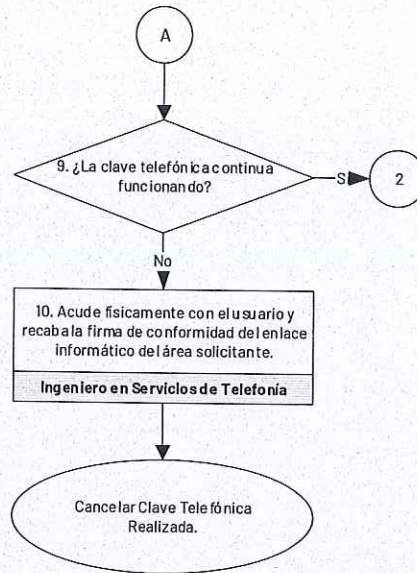 A
9. ¿La clave telefónica continua
funcionando?
Sí
2
No
10. Acude físicamente con el usuario y
recaba la firma de conformidad del enlace
informático del área solicitante.
Ingeniero en Servicios de Telefonía
Cancelar Clave Telefónica
Realizada.